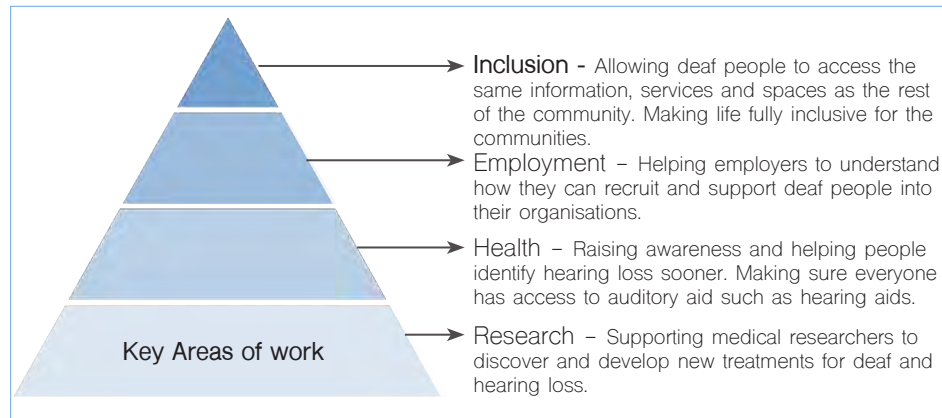 Inclusion - Allowing deaf people to access the
same information, services and spaces as the rest
of the community. Making life fully inclusive for the
communities.
Employment – Helping employers to understand
how they can recruit and support deaf people into
their organisations.
Health – Raising awareness and helping people
identify hearing loss sooner. Making sure everyone
has access to auditory aid such as hearing aids.
Research – Supporting medical researchers to
discover and develop new treatments for deaf and
hearing loss.
Key Areas of work